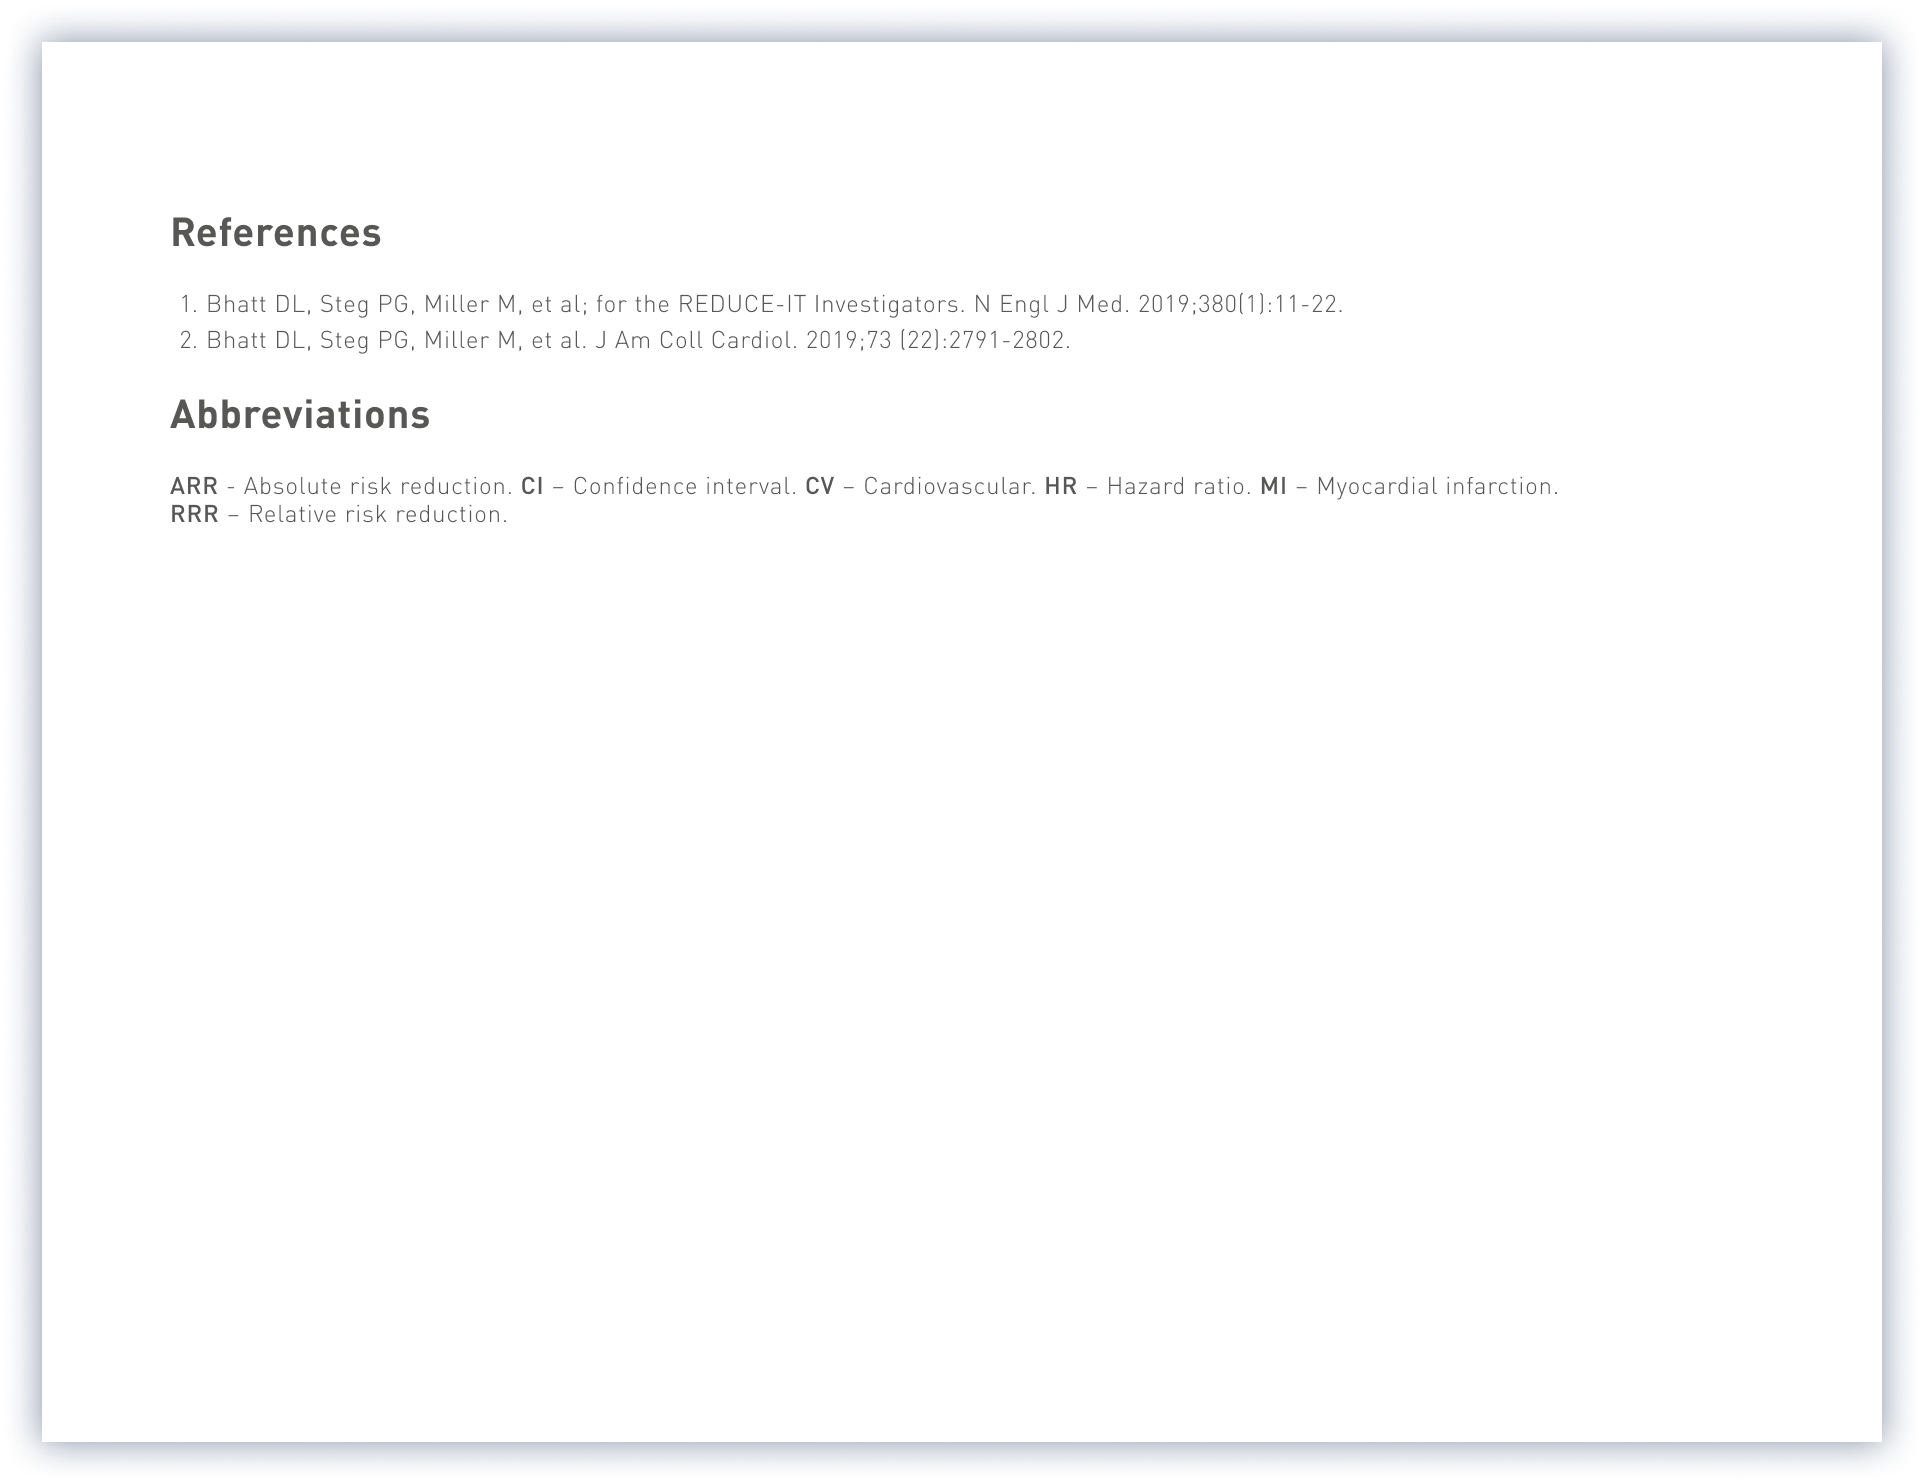 References
1. Bhatt DL, Steg PG, Miller M, et al; for the REDUCE-IT Investigators. N Engl J Med. 2019;380(1):11-22.
2. Bhatt DL, Steg PG, Miller M, et al. J Am Coll Cardiol. 2019;73 (22):2791-2802.
Abbreviations
ARR - Absolute risk reduction. CI – Confidence interval. CV – Cardiovascular. HR – Hazard ratio. MI – Myocardial infarction.
RRR – Relative risk reduction.